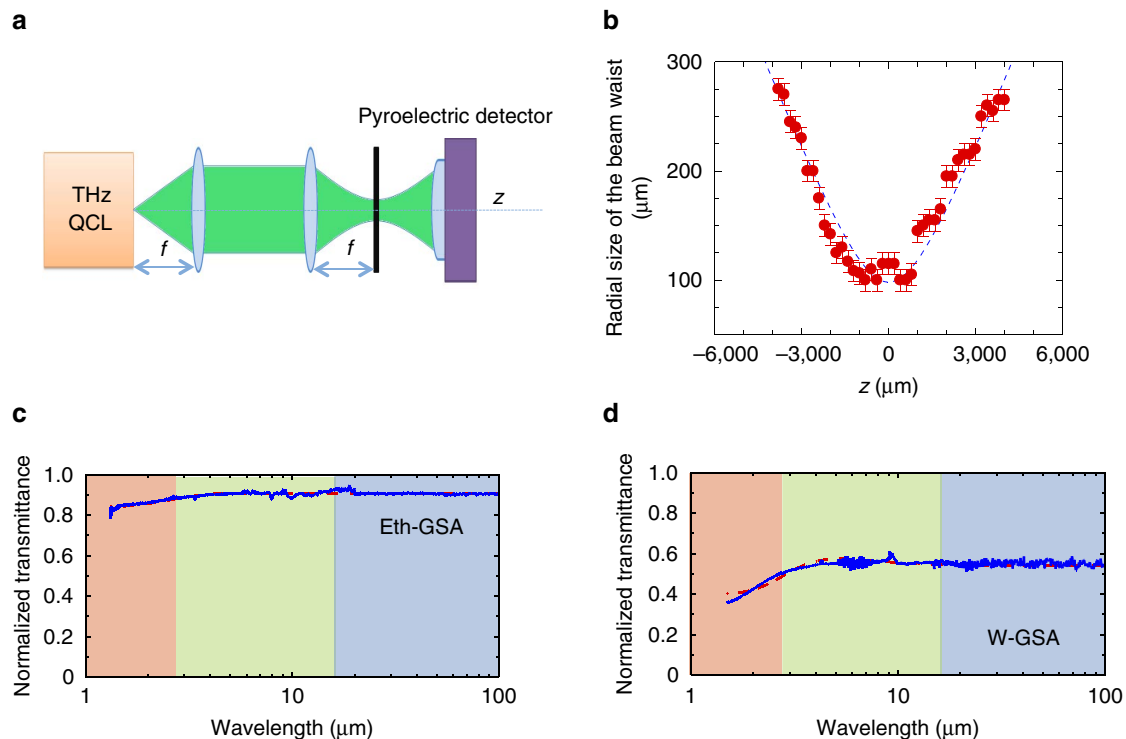 a
Pyroelectric detector
THz
QCL
f
f
z
b
Radial size of the beam waist
(μm)
300
200
100
–6,000
–3,000
0
3,000
6,000
z (μm)
c
Normalized transmittance
1.0
0.8
0.6
0.4
0.2
0
Eth-GSA
1
10
100
Wavelength (μm)
d
Normalized transmittance
1.0
0.8
0.6
0.4
0.2
0
W-GSA
1
10
100
Wavelength (μm)